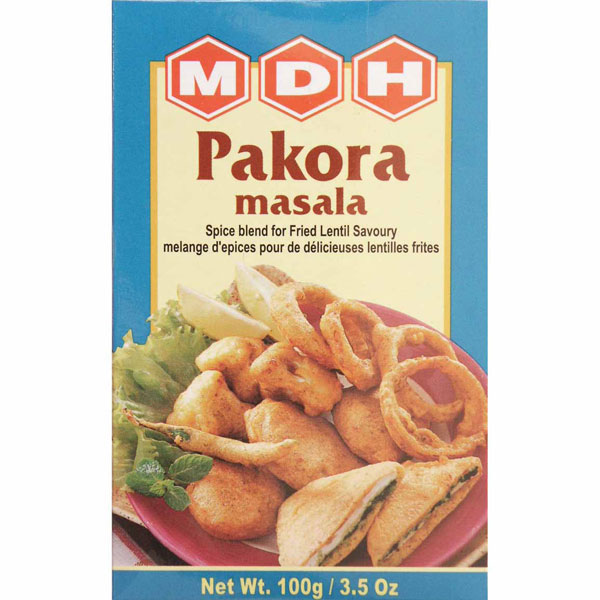 MDH
Pakora
masala
Spice blend for Fried Lentil Savoury
melange d'epices pour de délicieuses lentilles frites
Net Wt. 100g / 3.5 Oz